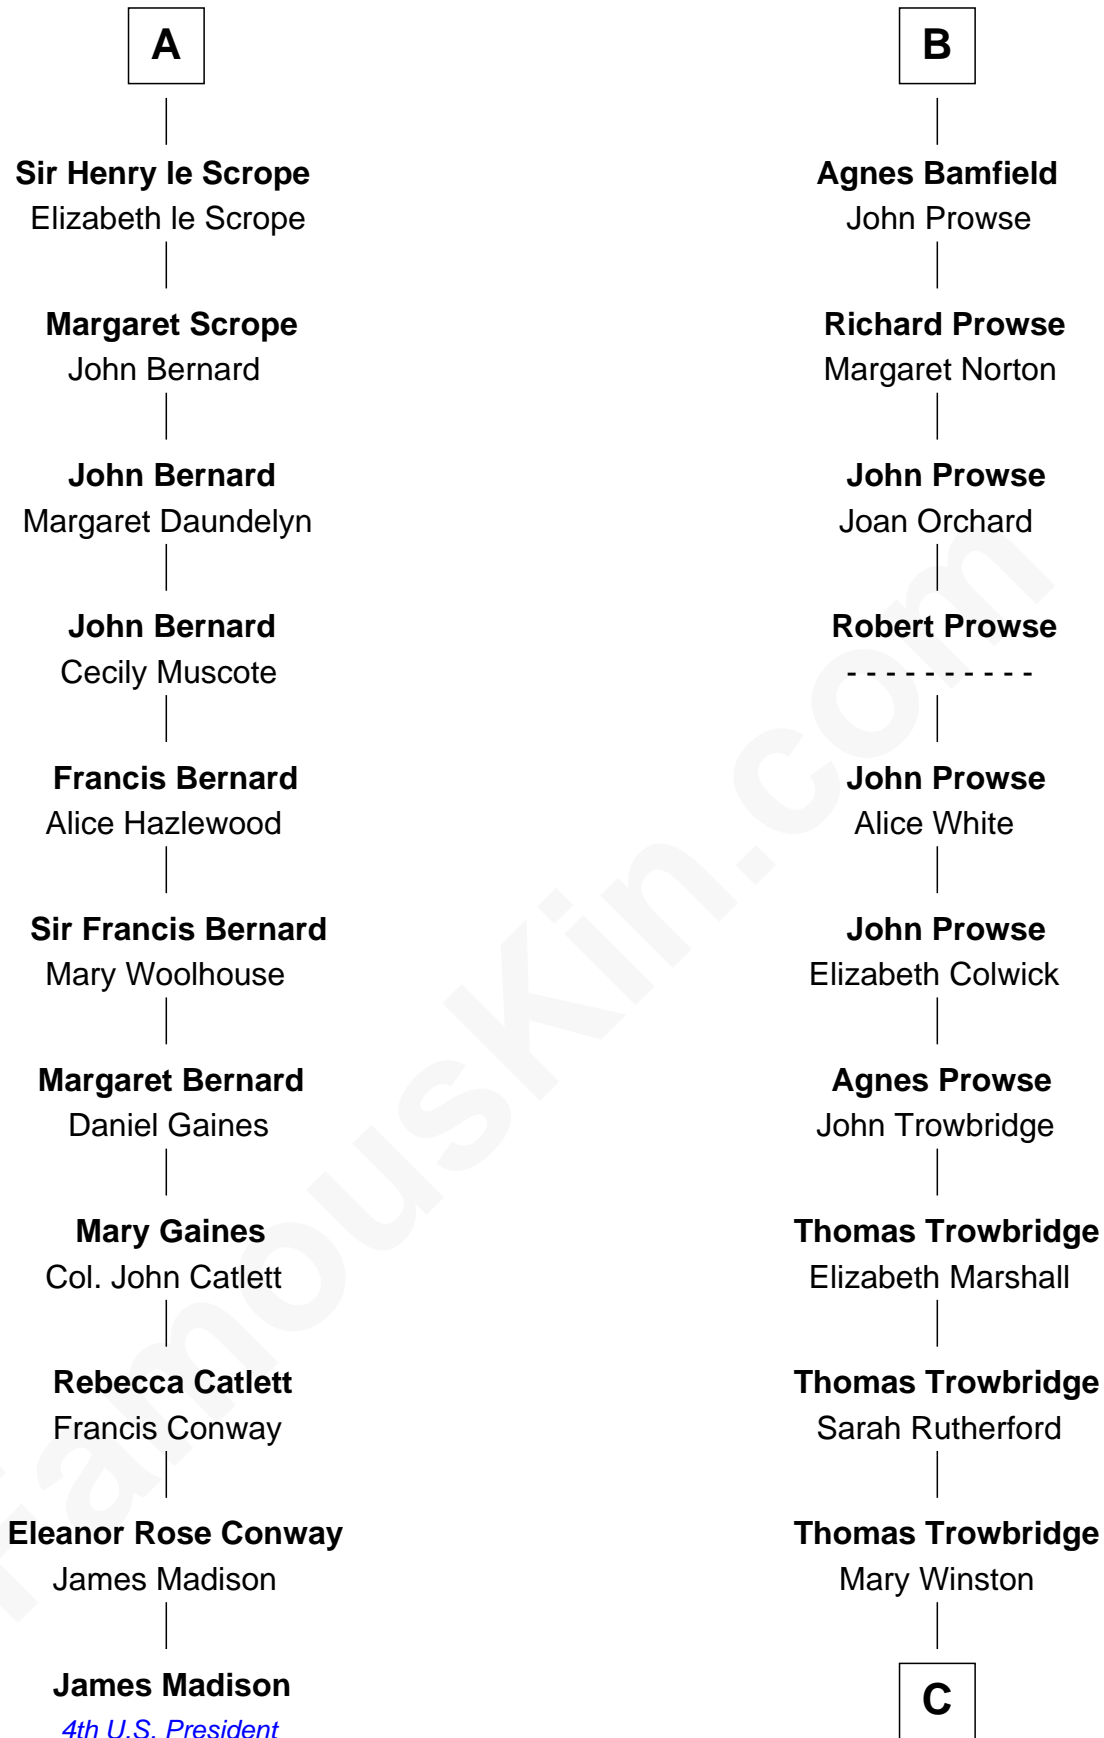 A
Sir Henry le Scrope
Elizabeth le Scrope
Margaret Scrope
John Bernard
John Bernard
Margaret Daundelyn
John Bernard
Cecily Muscote
Francis Bernard
Alice Hazlewood
Sir Francis Bernard
Mary Woolhouse
Margaret Bernard
Daniel Gaines
Mary Gaines
Col. John Catlett
Rebecca Catlett
Francis Conway
Eleanor Rose Conway
James Madison
James Madison
4th U.S. President
B
Agnes Bamfield
John Prowse
Richard Prowse
Margaret Norton
John Prowse
Joan Orchard
Robert Prowse
- - - - - - - - - -
John Prowse
Alice White
John Prowse
Elizabeth Colwick
Agnes Prowse
John Trowbridge
Thomas Trowbridge
Elizabeth Marshall
Thomas Trowbridge
Sarah Rutherford
Thomas Trowbridge
Mary Winston
C
FamousKin.com